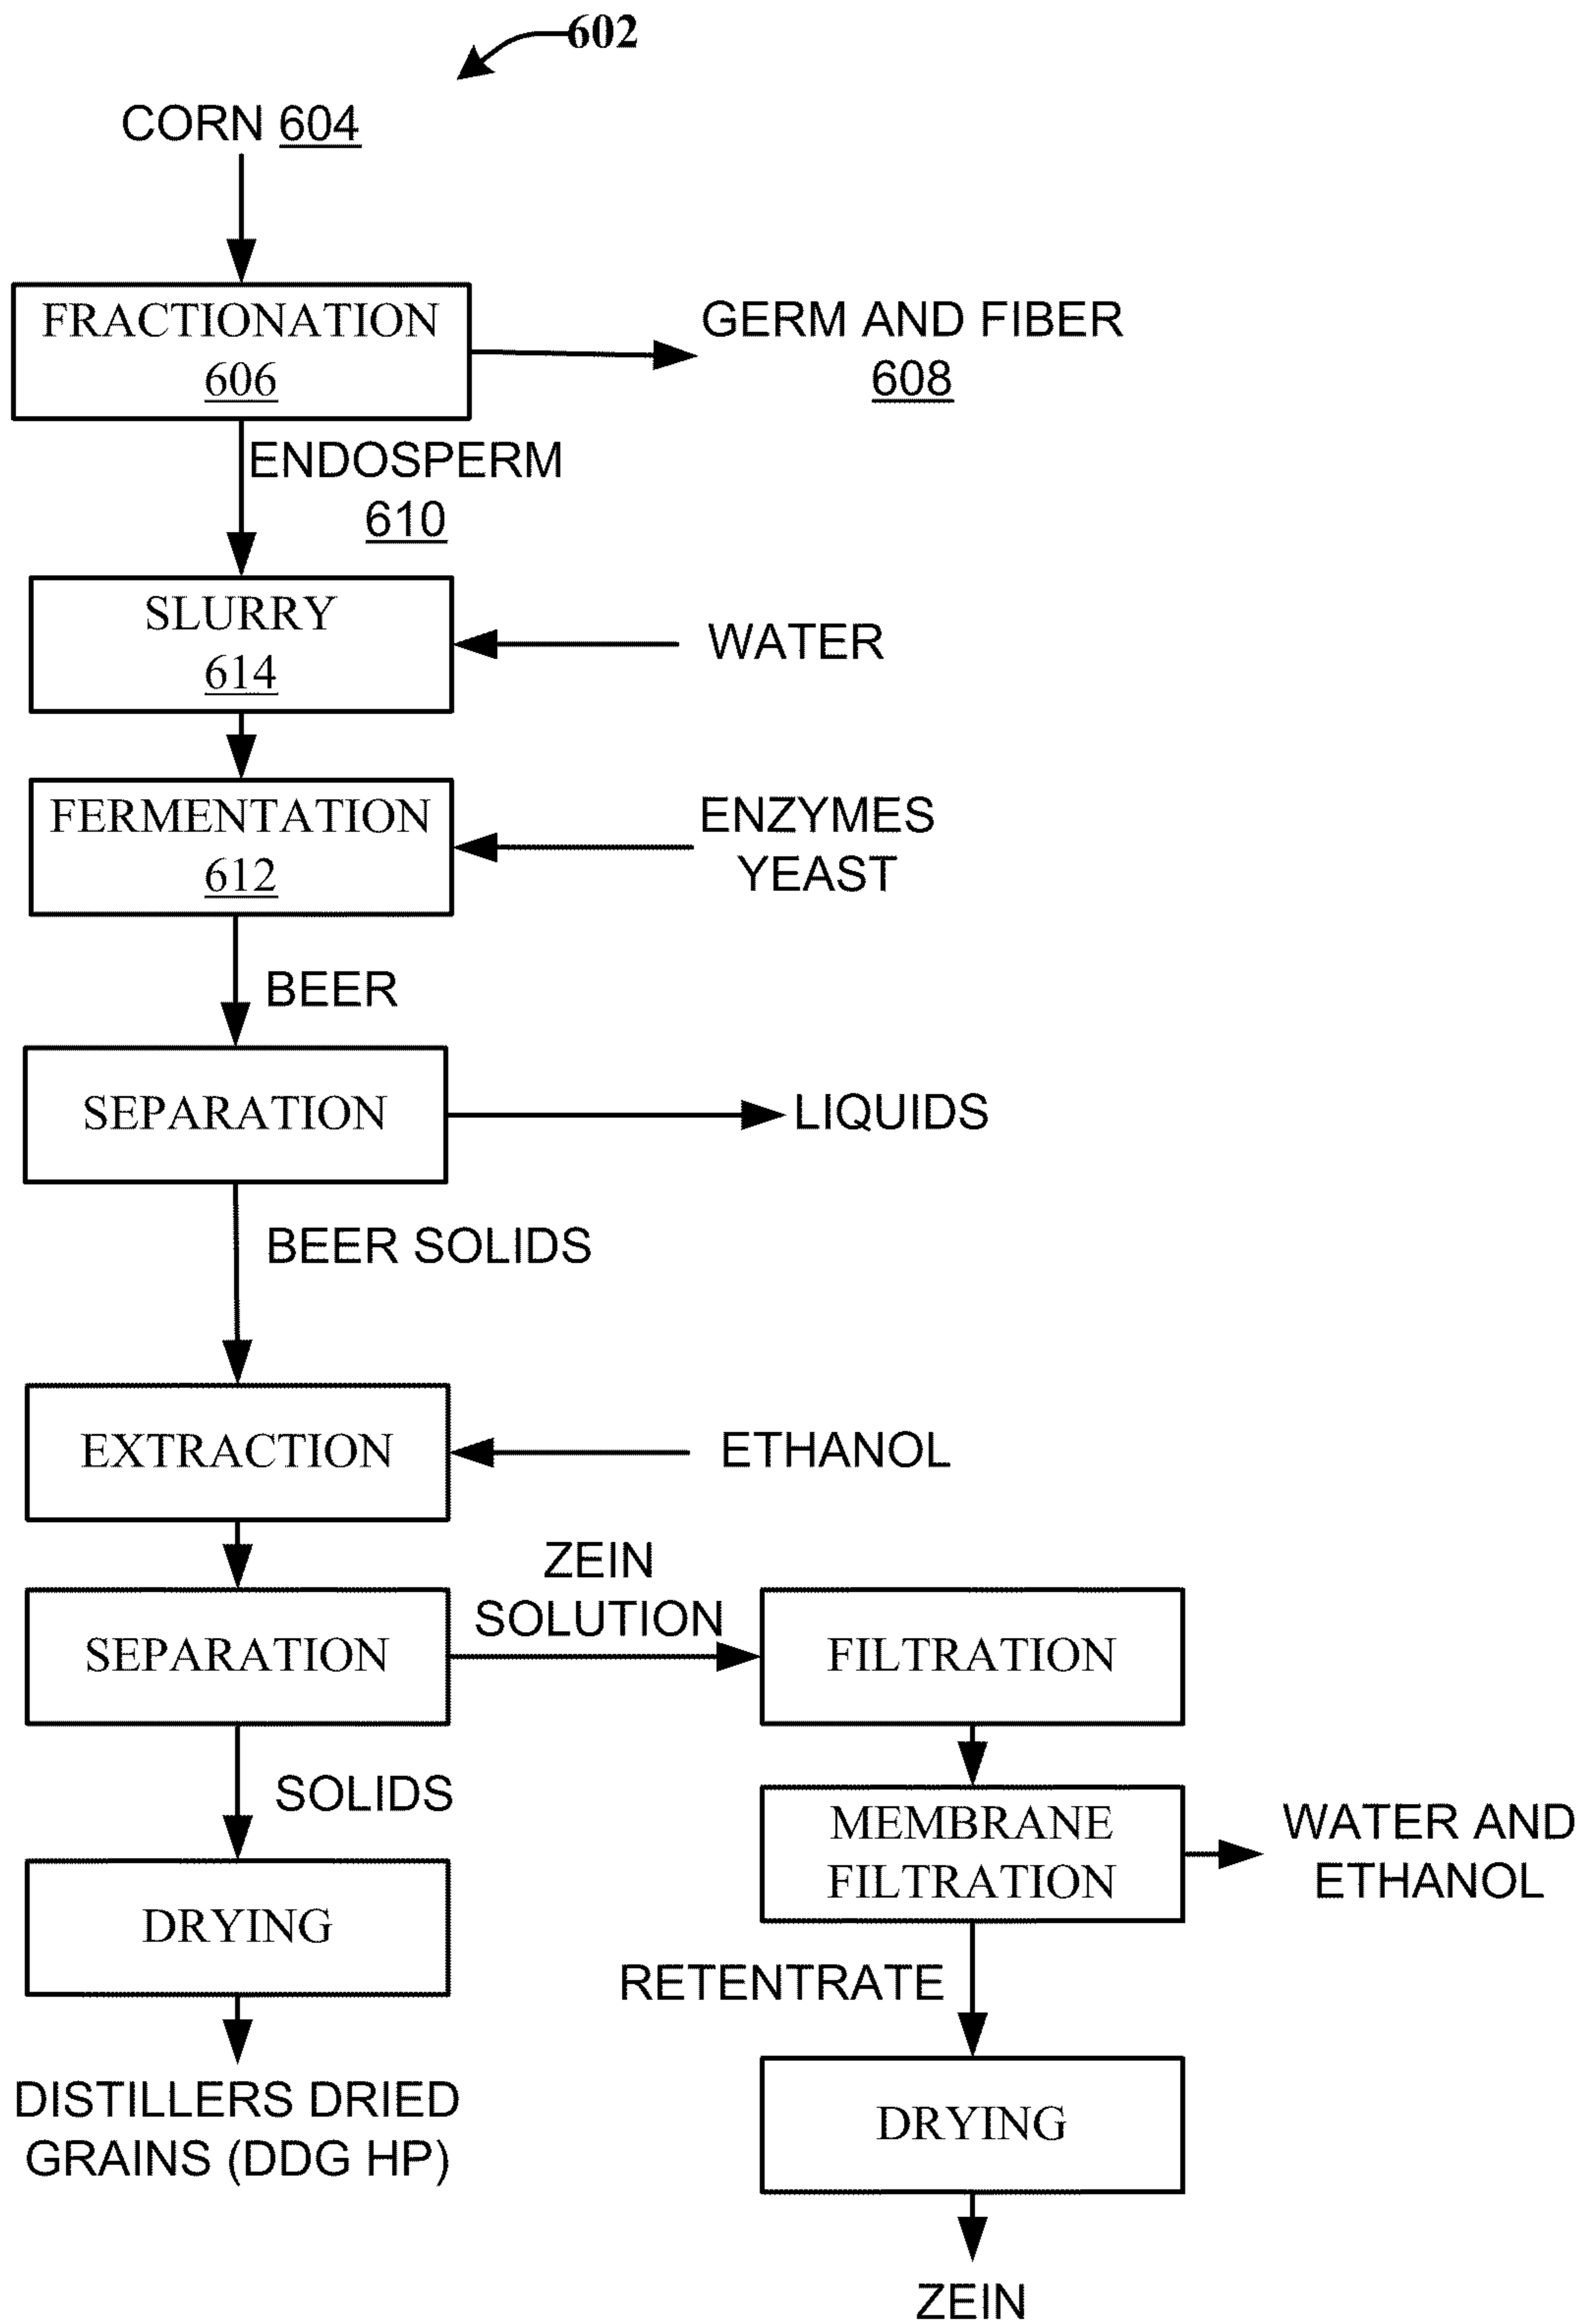 602
CORN 604
FRACTIONATION
606
GERM AND FIBER
608
ENDOSPERM
610
SLURRY
614
WATER
FERMENTATION
612
ENZYMES
YEAST
BEER
SEPARATION
LIQUIDS
BEER SOLIDS
EXTRACTION
ETHANOL
ZEIN
SOLUTION
SEPARATION
FILTRATION
SOLIDS
MEMBRANE
FILTRATION
WATER AND
ETHANOL
DRYING
RETENTRATE
DISTILLERS DRIED
GRAINS (DDG HP)
DRYING
ZEIN